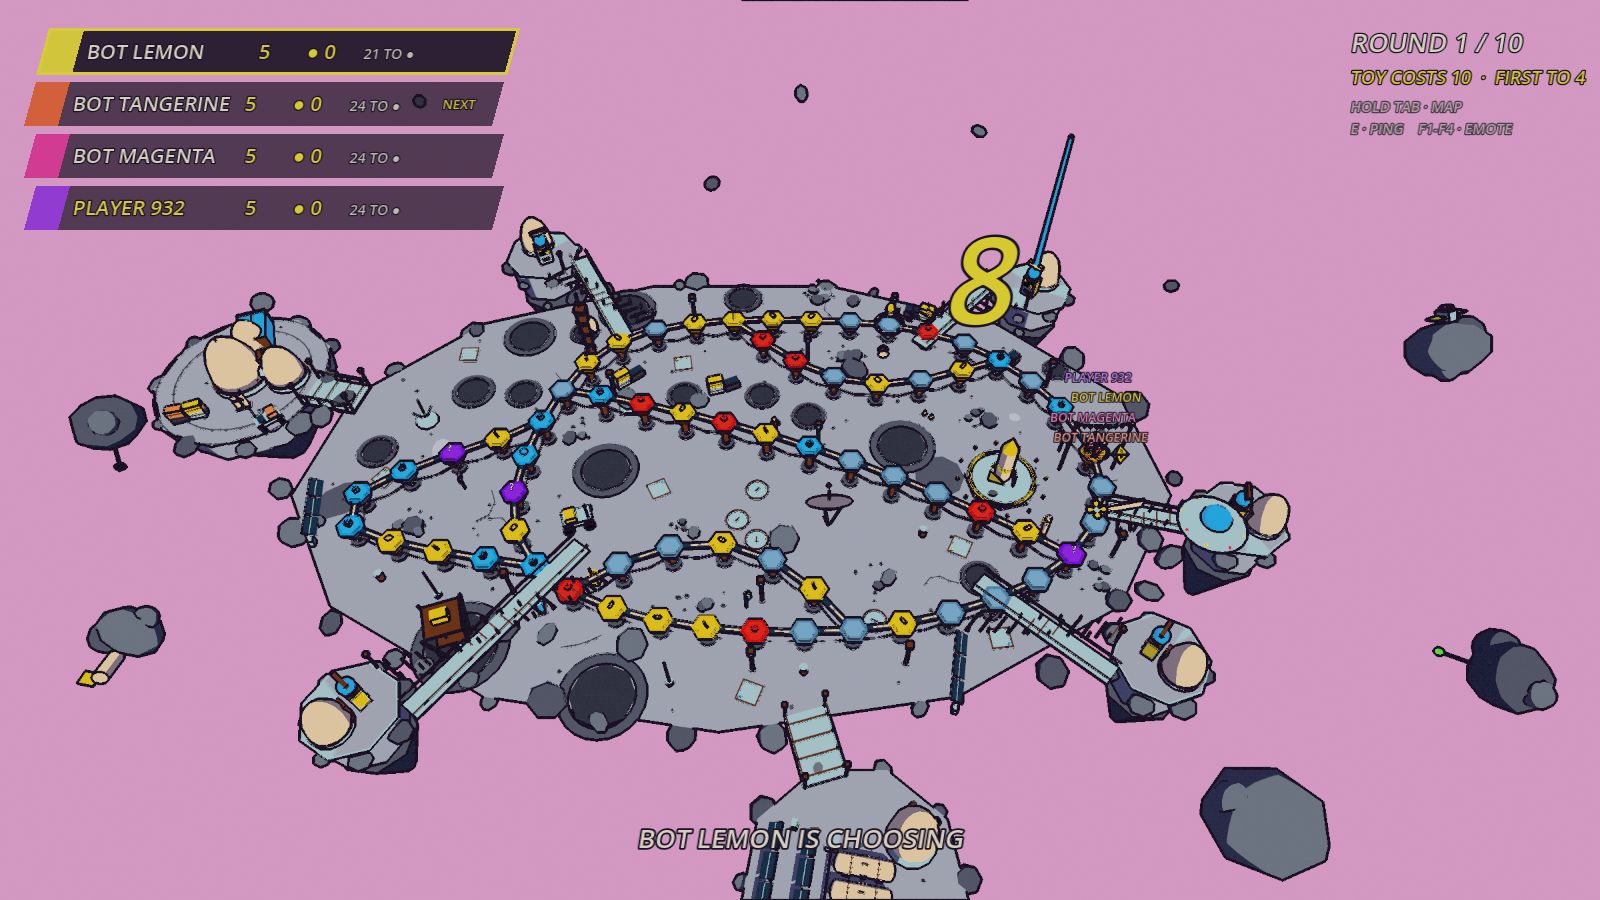 BOT LEMON 5 0 21 TO
BOT TANGERINE 5 0 24 TO NEXT
BOT MAGENTA 5 0 24 TO
PLAYER 932 5 0 24 TO
ROUND 1 / 10
TOY COSTS 10 · FIRST TO 4
HOLD TAB · MAP
E · PING F1-F4 · EMOTE
8
PLAYER 932
BOT LEMON
BOT MAGENTA
BOT TANGERINE
BOT LEMON IS CHOOSING